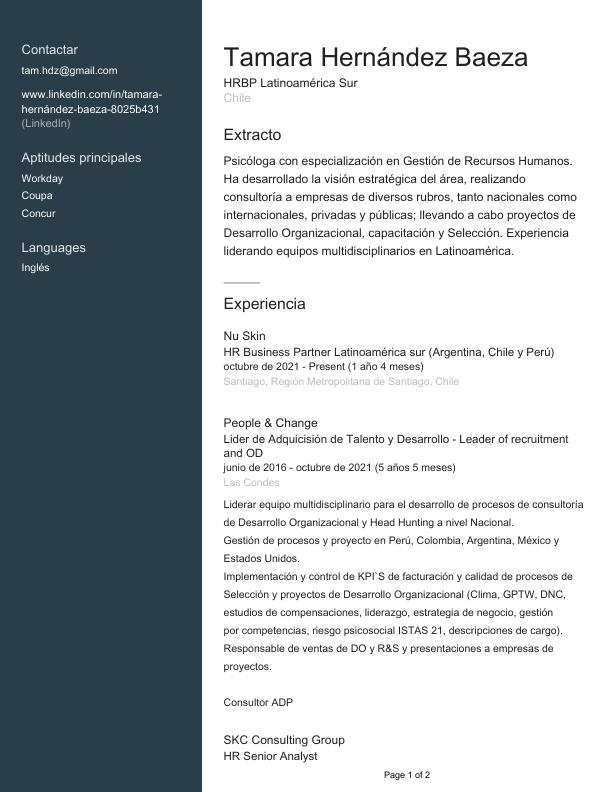 Contactar
tam.hdz@gmail.com
www.linkedin.com/in/tamara-
hernández-baeza-8025b431
(LinkedIn)
Aptitudes principales
Workday
Coupa
Concur
Languages
Inglés
Tamara Hernández Baeza
HRBP Latinoamérica Sur
Chile
Extracto
Psicóloga con especialización en Gestión de Recursos Humanos.
Ha desarrollado la visión estratégica del área, realizando
consultoría a empresas de diversos rubros, tanto nacionales como
internacionales, privadas y públicas; llevando a cabo proyectos de
Desarrollo Organizacional, capacitación y Selección. Experiencia
liderando equipos multidisciplinarios en Latinoamérica.
Experiencia
Nu Skin
HR Business Partner Latinoamérica sur (Argentina, Chile y Perú)
octubre de 2021 - Present (1 año 4 meses)
Santiago, Región Metropolitana de Santiago, Chile
People & Change
Lider de Adquicisión de Talento y Desarrollo - Leader of recruitment
and OD
junio de 2016 - octubre de 2021 (5 años 5 meses)
Las Condes
Liderar equipo multidisciplinario para el desarrollo de procesos de consultoría
de Desarrollo Organizacional y Head Hunting a nivel Nacional.
Gestión de procesos y proyecto en Perú, Colombia, Argentina, México y
Estados Unidos.
Implementación y control de KPI`S de facturación y calidad de procesos de
Selección y proyectos de Desarrollo Organizacional (Clima, GPTW, DNC,
estudios de compensaciones, liderazgo, estrategia de negocio, gestión
por competencias, riesgo psicosocial ISTAS 21, descripciones de cargo).
Responsable de ventas de DO y R&S y presentaciones a empresas de
proyectos.
Consultor ADP
SKC Consulting Group
HR Senior Analyst
Page 1 of 2